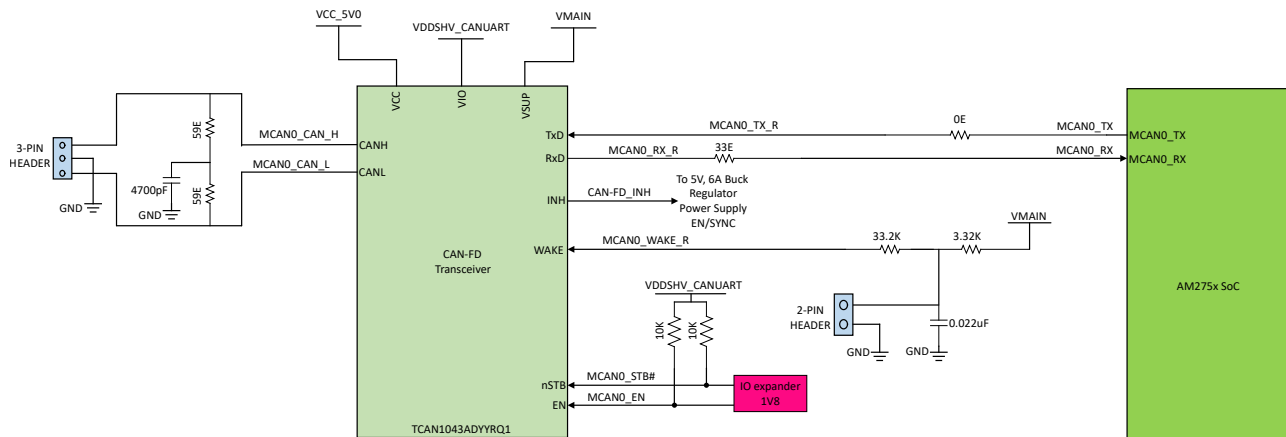 VCC_5V0
VDDSHV_CANUART
VMAIN
VCC
VIO
VSUP
3-PIN
HEADER
GND
59E
4700pF
59E
GND
MCAN0_CAN_H
MCAN0_CAN_L
CANH
CANL
CAN-FD
Transceiver
TxD
RxD
INH
WAKE
nSTB
EN
TCAN1043ADYYRQ1
MCAN0_TX_R
0E
MCAN0_TX
MCAN0_TX
MCAN0_RX_R
33E
MCAN0_RX
MCAN0_RX
CAN-FD_INH
To 5V, 6A Buck
Regulator
Power Supply
EN/SYNC
MCAN0_WAKE_R
33.2K
3.32K
VMAIN
2-PIN
HEADER
GND
0.022uF
GND
VDDSHV_CANUART
10K
10K
MCAN0_STB#
MCAN0_EN
IO expander
1V8
AM275x SoC